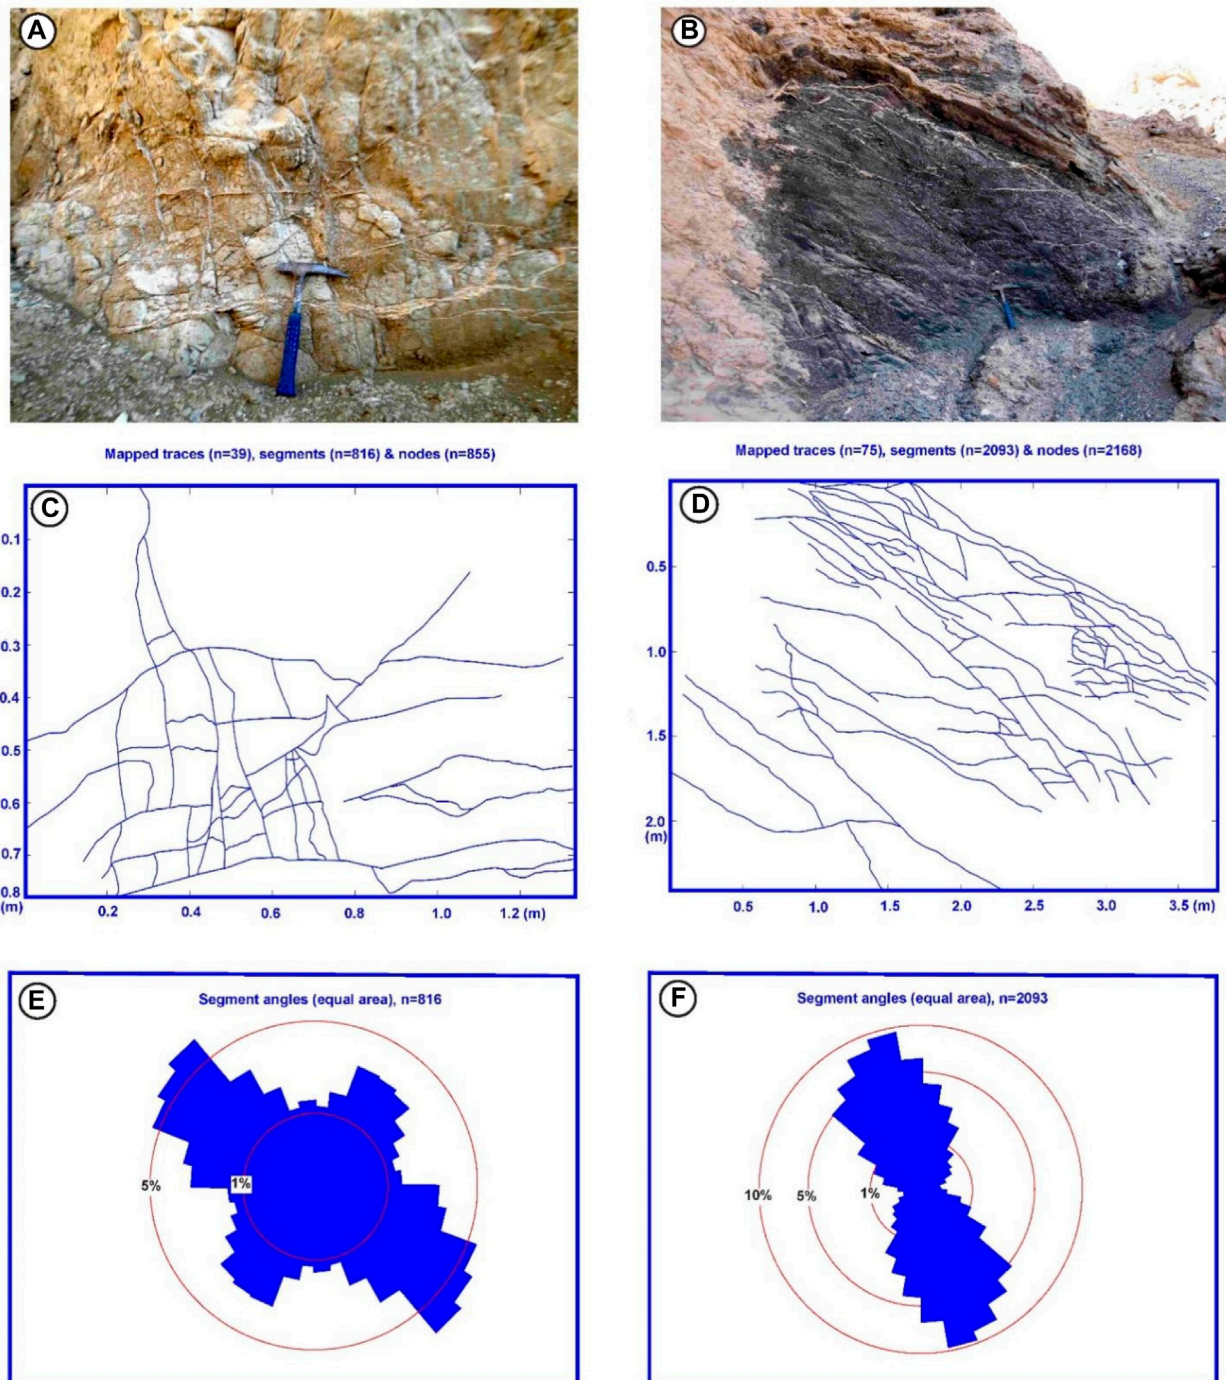 A
B
Mapped traces (n=39), segments (n=816) & nodes (n=855)
Mapped traces (n=75), segments (n=2093) & nodes (n=2168)
C
0.1
0.2
0.3
0.4
0.5
0.6
0.7
0.8
(m)
0.2 0.4 0.6 0.8 1.0 1.2 (m)
D
0.5
1.0
1.5
2.0
(m)
0.5 1.0 1.5 2.0 2.5 3.0 3.5 (m)
E
Segment angles (equal area), n=816
5% 1%
F
Segment angles (equal area), n=2093
10% 5% 1%